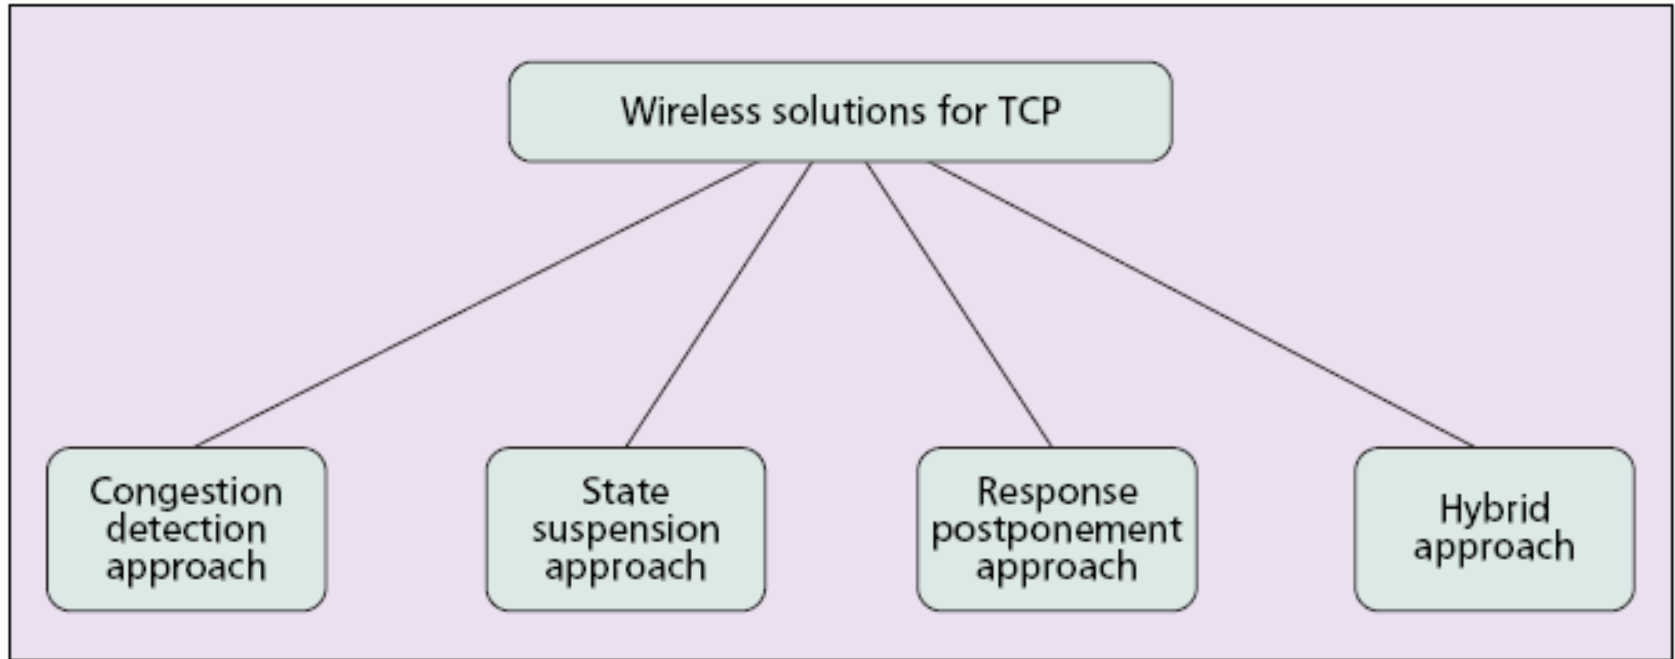 Wireless solutions for TCP
Congestion
detection
approach
State
suspension
approach
Response
postponement
approach
Hybrid
approach